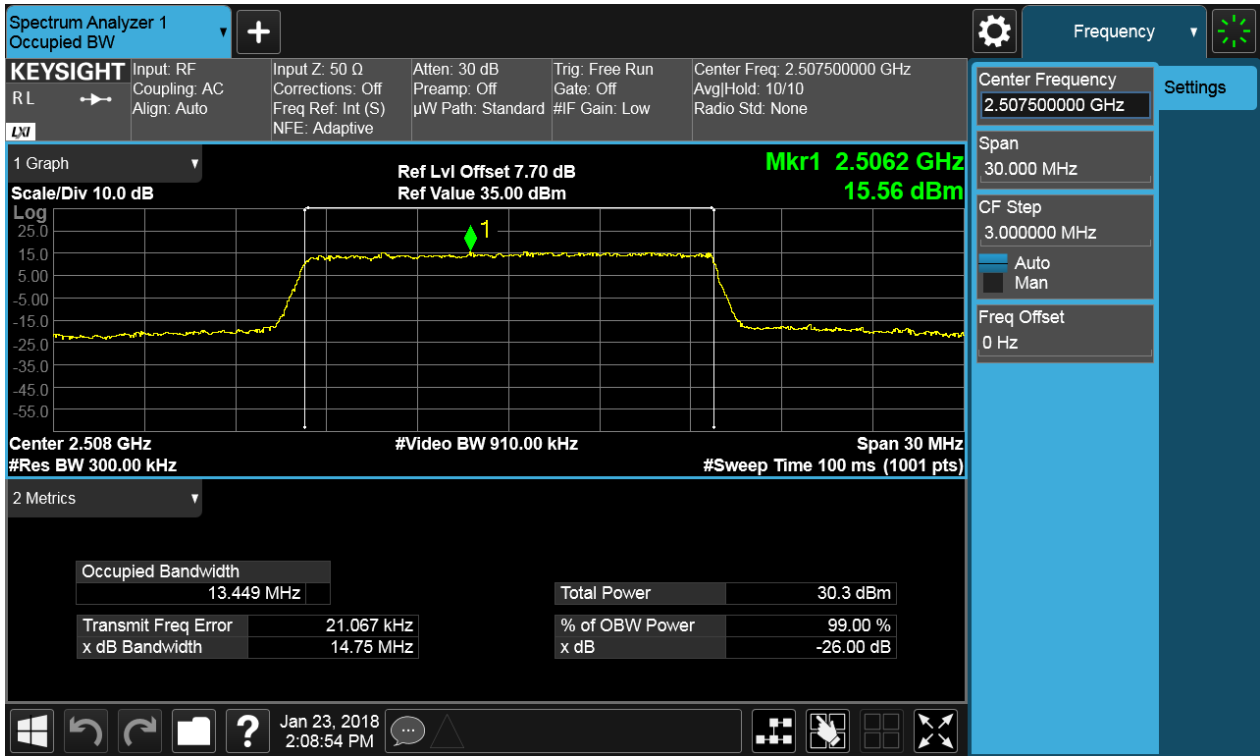 Spectrum Analyzer 1
Occupied BW
+
Frequency
KEYSIGHT
R L
LXI
Input: RF
Coupling: AC
Align: Auto
Input Z: 50 Ω
Corrections: Off
Freq Ref: Int (S)
NFE: Adaptive
Atten: 30 dB
Preamp: Off
µW Path: Standard
Trig: Free Run
Gate: Off
#IF Gain: Low
Center Freq: 2.507500000 GHz
Avg|Hold: 10/10
Radio Std: None
Center Frequency
2.507500000 GHz
Settings
Span
30.000 MHz
CF Step
3.000000 MHz
Auto
Man
Freq Offset
0 Hz
1 Graph
Scale/Div 10.0 dB
Ref Lvl Offset 7.70 dB
Ref Value 35.00 dBm
Mkr1 2.5062 GHz
15.56 dBm
Log
1
25.0
15.0
5.00
-5.00
-15.0
-25.0
-35.0
-45.0
-55.0
Center 2.508 GHz
#Video BW 910.00 kHz
Span 30 MHz
#Res BW 300.00 kHz
#Sweep Time 100 ms (1001 pts)
2 Metrics
Occupied Bandwidth
13.449 MHz
Total Power 30.3 dBm
Transmit Freq Error 21.067 kHz
% of OBW Power 99.00 %
x dB Bandwidth 14.75 MHz
x dB -26.00 dB
?
Jan 23, 2018
2:08:54 PM